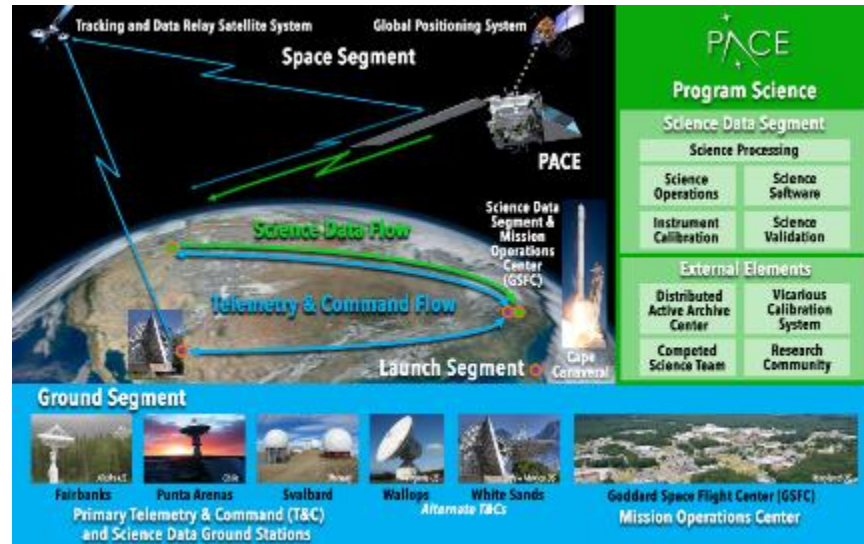 Tracking and Data Relay Satellite System
Global Positioning System
Space Segment
PACE
Science Data
Segment &
Mission
Operations
Center
(GSFC)
Science Data Flow
Telemetry & Command Flow
Launch Segment
Cape
Canaveral
PACE
Program Science
Science Data Segment
Science Processing
Science
Operations
Science
Software
Instrument
Calibration
Science
Validation
External Elements
Distributed
Active Archive
Center
Vicarious
Calibration
System
Competed
Science Team
Research
Community
Ground Segment
Chile
Fairbanks
Punta Arenas
Svalbard
Wallops
White Sands
Goddard Space Flight Center (GSFC)
Primary Telemetry & Command (T&C)
and Science Data Ground Stations
Alternate T&Cs
Mission Operations Center